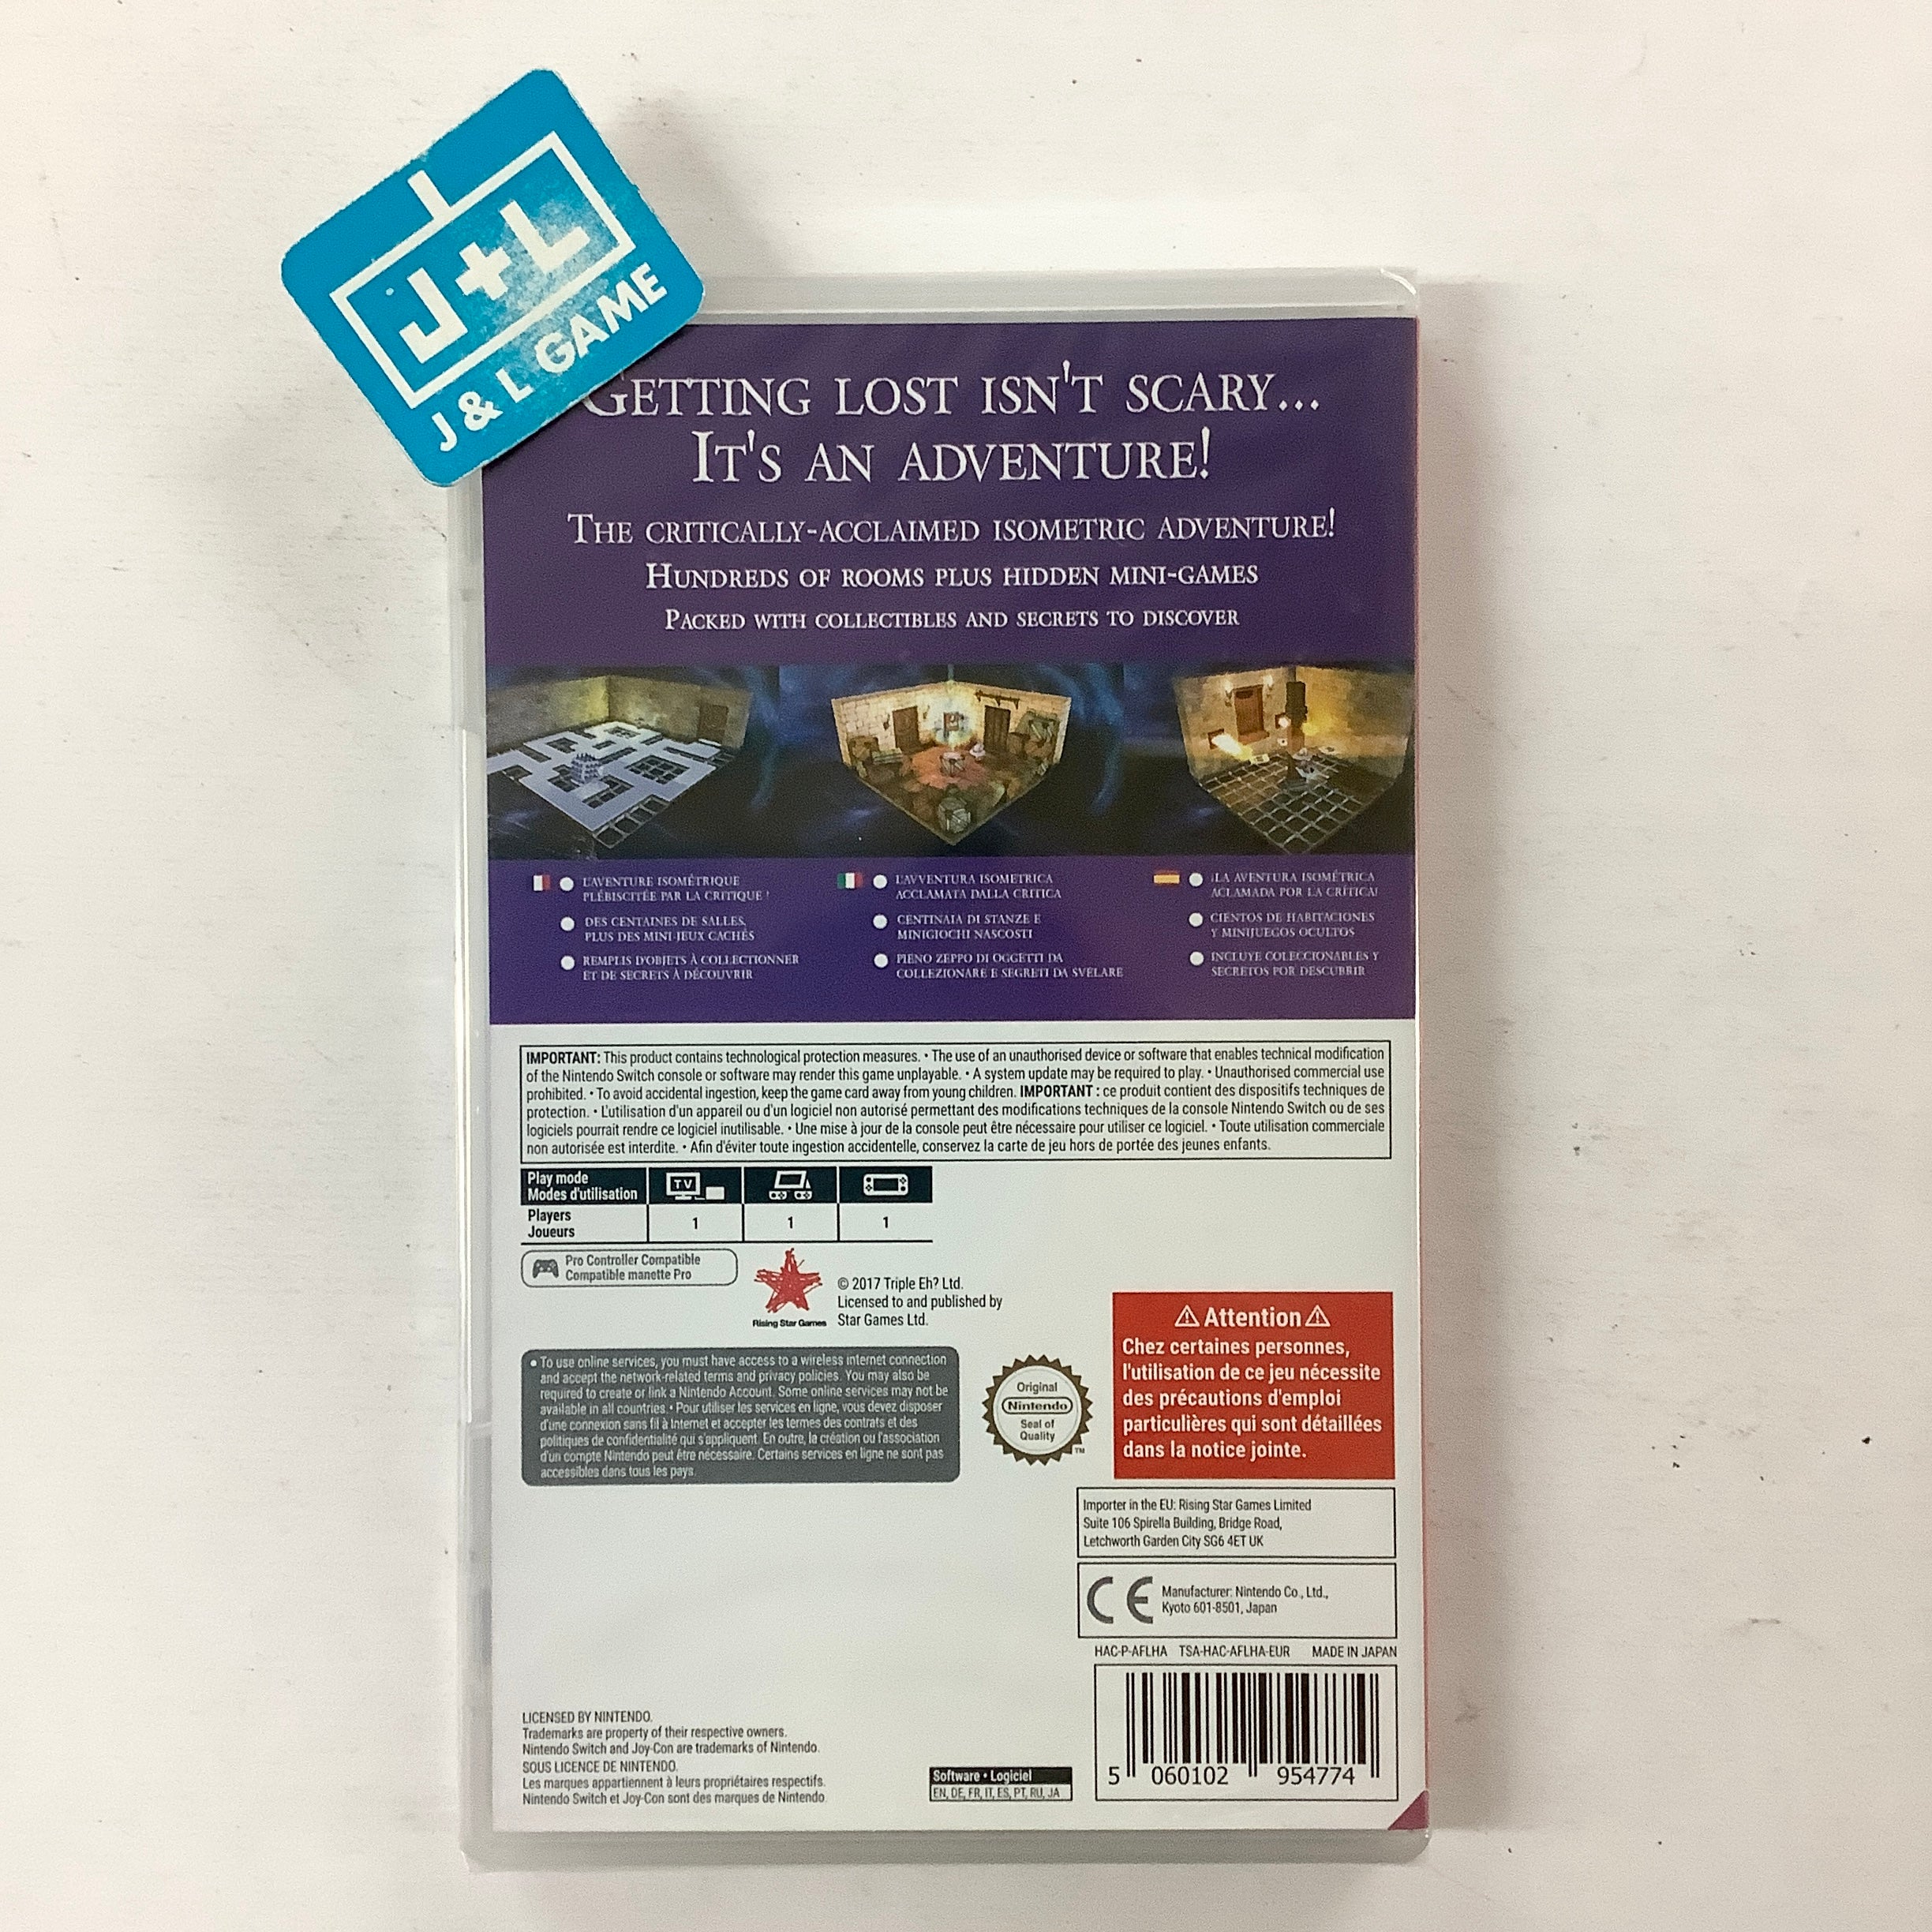 J+L
J & L GAME
GETTING LOST ISN'T SCARY...
IT'S AN ADVENTURE!
THE CRITICALLY-ACCLAIMED ISOMETRIC ADVENTURE!
HUNDREDS OF ROOMS PLUS HIDDEN MINI-GAMES
PACKED WITH COLLECTIBLES AND SECRETS TO DISCOVER
L'AVENTURE ISOMÉTRIQUE
PLÉBISCITÉE PAR LA CRITIQUE !
DES CENTAINES DE SALLES,
PLUS DES MINI-JEUX CACHÉS
REMPLIS D'OBJETS À COLLECTIONNER
ET DE SECRETS À DÉCOUVRIR
L'AVVENTURA ISOMETRICA
ACCLAMATA DALLA CRITICA
CENTINAIA DI STANZE E
MINIGIOCHI NASCOSTI
PIENO ZEPPO DI OGGETTI DA
COLLEZIONARE E SEGRETI DA SVELARE
¡LA AVENTURA ISOMÉTRICA
ACLAMADA POR LA CRÍTICA!
CIENTOS DE HABITACIONES
Y MINIJUEGOS OCULTOS
INCLUYE COLECCIONABLES Y
SECRETOS POR DESCUBRIR
IMPORTANT: This product contains technological protection measures. • The use of an unauthorised device or software that enables technical modification
of the Nintendo Switch console or software may render this game unplayable. • A system update may be required to play. • Unauthorised commercial use
prohibited. • To avoid accidental ingestion, keep the game card away from young children. IMPORTANT : ce produit contient des dispositifs techniques de
protection. • L'utilisation d'un appareil ou d'un logiciel non autorisé permettant des modifications techniques de la console Nintendo Switch ou de ses
logiciels pourrait rendre ce logiciel inutilisable. • Une mise à jour de la console peut être nécessaire pour utiliser ce logiciel. • Toute utilisation commerciale
non autorisée est interdite. • Afin d'éviter toute ingestion accidentelle, conservez la carte de jeu hors de portée des jeunes enfants.
Play mode
Modes d'utilisation
TV
Players
Joueurs
1 1 1
Pro Controller Compatible
Compatible manette Pro
Rising Star Games
© 2017 Triple Eh? Ltd.
Licensed to and published by
Star Games Ltd.
• To use online services, you must have access to a wireless internet connection
and accept the network-related terms and privacy policies. You may also be
required to create or link a Nintendo Account. Some online services may not be
available in all countries. • Pour utiliser les services en ligne, vous devez disposer
d'une connexion sans fil à Internet et accepter les termes des contrats et des
politiques de confidentialité qui s'appliquent. En outre, la création ou l'association
d'un compte Nintendo peut être nécessaire. Certains services en ligne ne sont pas
accessibles dans tous les pays.
Original
Nintendo
Seal of
Quality
TM
⚠ Attention ⚠
Chez certaines personnes,
l'utilisation de ce jeu nécessite
des précautions d'emploi
particulières qui sont détaillées
dans la notice jointe.
Importer in the EU: Rising Star Games Limited
Suite 106 Spirella Building, Bridge Road,
Letchworth Garden City SG6 4ET UK
CE
Manufacturer: Nintendo Co., Ltd.,
Kyoto 601-8501, Japan
HAC-P-AFLHA TSA-HAC-AFLHA-EUR MADE IN JAPAN
5 060102 954774
LICENSED BY NINTENDO.
Trademarks are property of their respective owners.
Nintendo Switch and Joy-Con are trademarks of Nintendo.
SOUS LICENCE DE NINTENDO.
Les marques appartiennent à leurs propriétaires respectifs.
Nintendo Switch et Joy-Con sont des marques de Nintendo.
Software • Logiciel
EN, DE, FR, IT, ES, PT, RU, JA